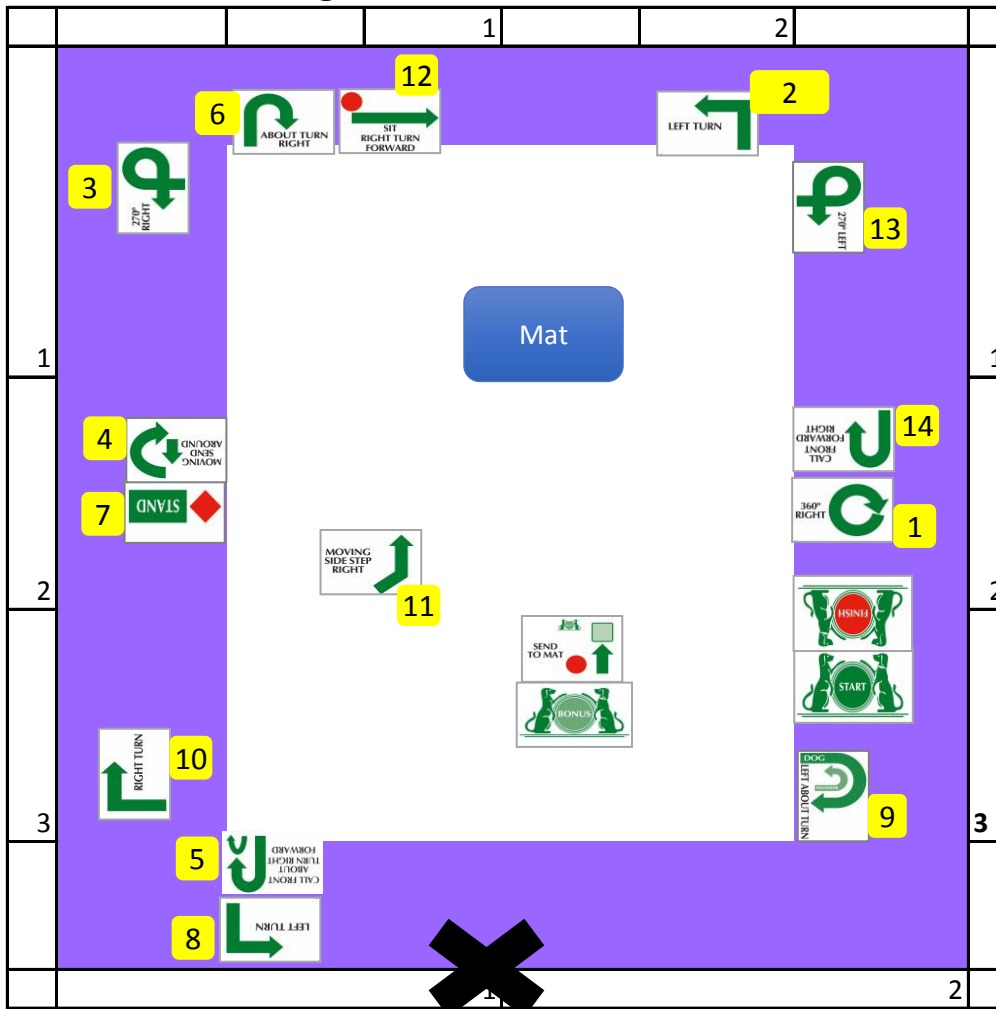 1
2
12
6
ABOUT TURN
RIGHT
SIT
RIGHT TURN
FORWARD
2
LEFT TURN
3
270°
RIGHT
270° LEFT
13
Mat
1
1
4
MOVING
SEND
AROUND
CALL
FRONT
FORWARD
RIGHT
14
7
STAND
360°
RIGHT
1
MOVING
SIDE STEP
RIGHT
11
2
2
FINISH
SEND
TO MAT
START
BONUS
10
RIGHT TURN
DOG
HANDLER
LEFT ABOUT TURN
9
3
3
5
CALL FRONT
ABOUT
TURN RIGHT
FORWARD
8
LEFT TURN
1
2